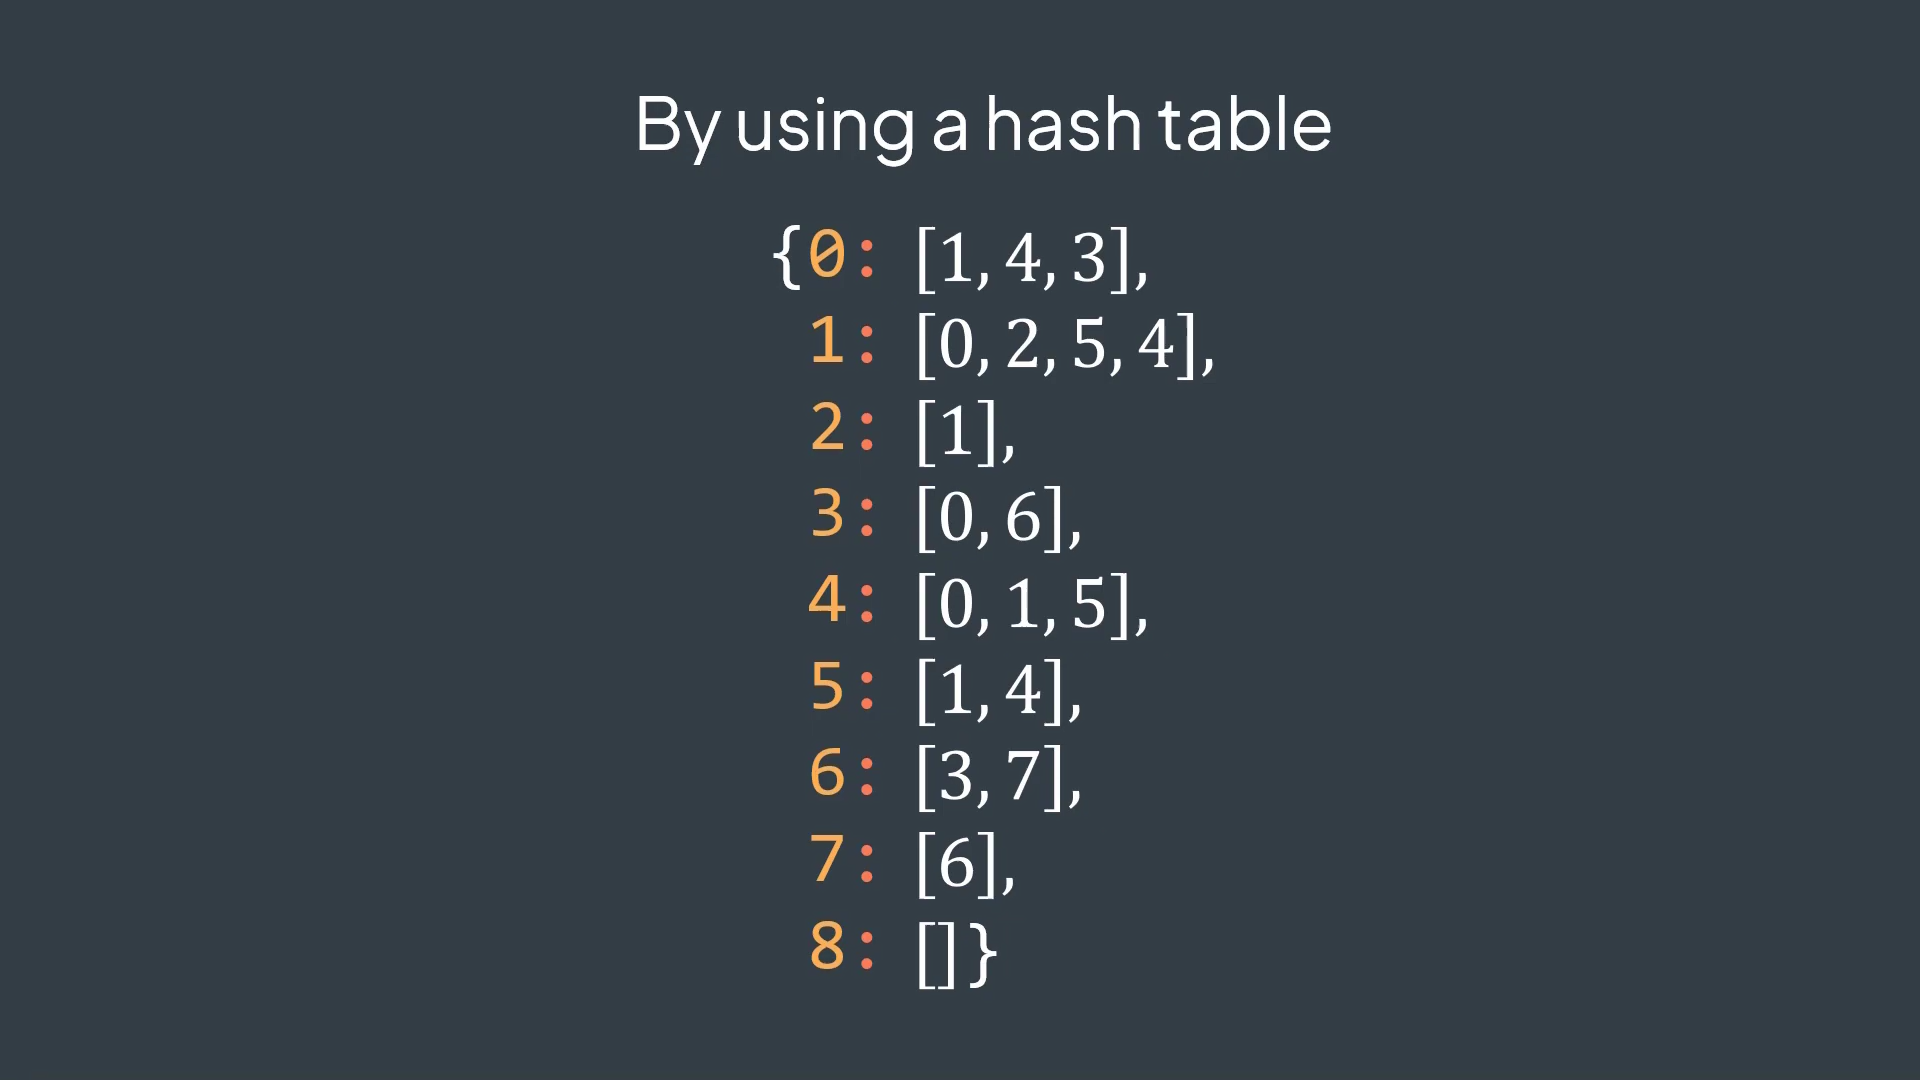 By using a hash table
{0: [1, 4, 3],
1: [0, 2, 5, 4],
2: [1],
3: [0, 6],
4: [0, 1, 5],
5: [1, 4],
6: [3, 7],
7: [6],
8: []}